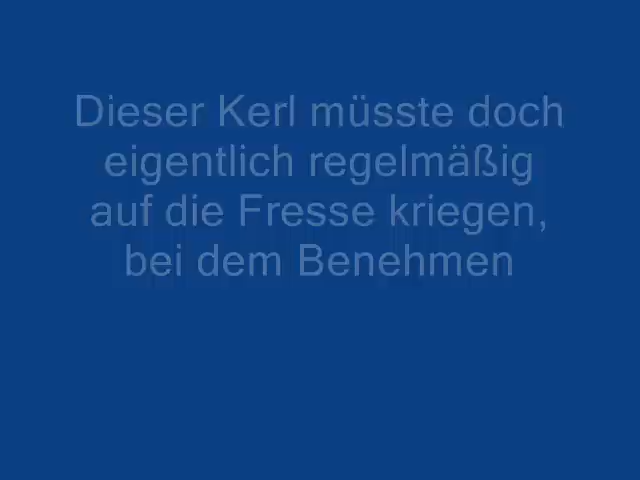 Dieser Kerl müsste doch
eigentlich regelmäßig
auf die Fresse kriegen,
bei dem Benehmen